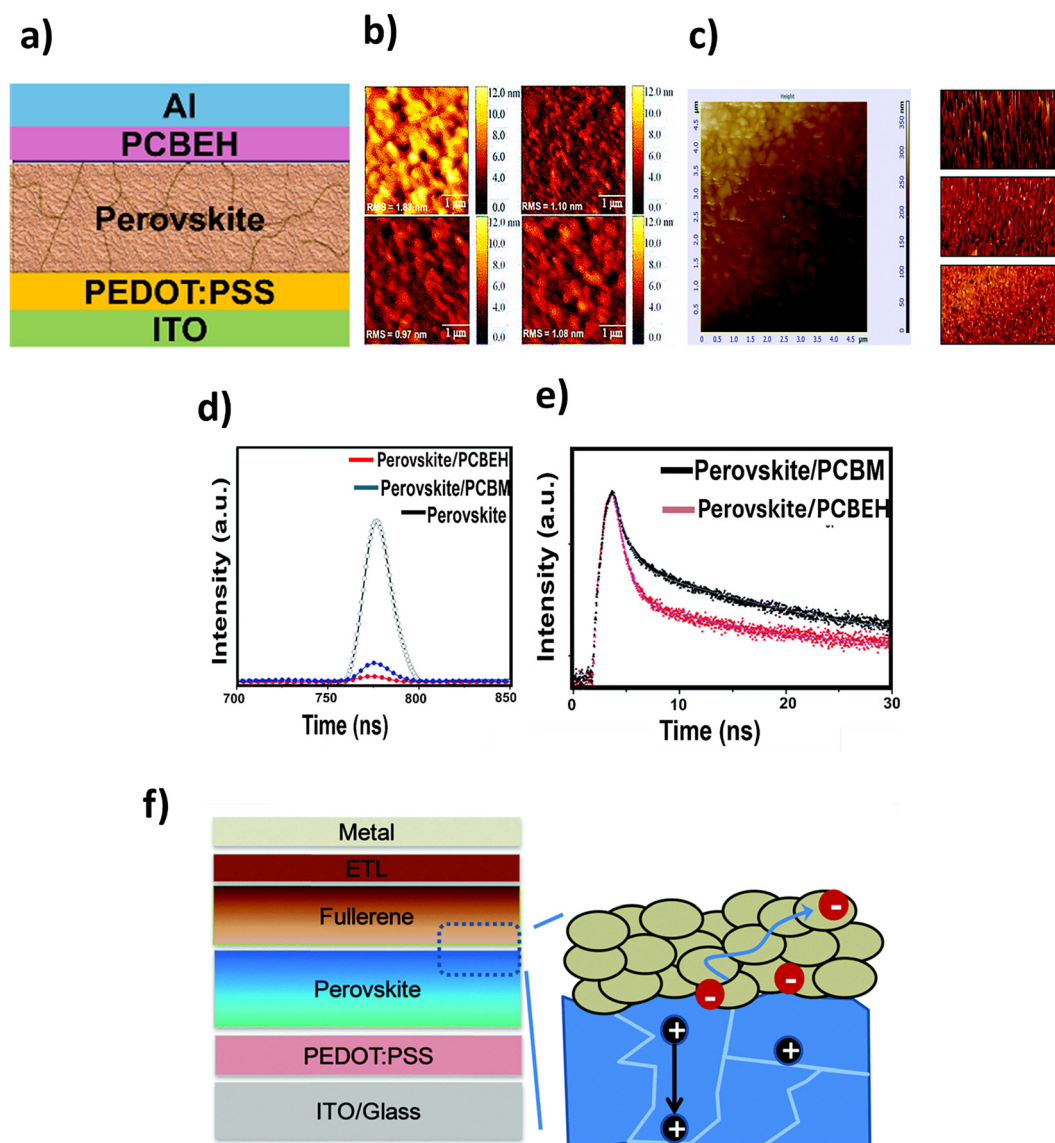 a)
Al
PCBEH
Perovskite
PEDOT:PSS
ITO
b)
12.0 nm
10.0
8.0
6.0
4.0
2.0
0.0
RMS = 1.83 nm
1 µm
12.0 nm
10.0
8.0
6.0
4.0
2.0
0.0
RMS = 1.10 nm
1 µm
12.0 nm
10.0
8.0
6.0
4.0
2.0
0.0
RMS = 0.97 nm
1 µm
12.0 nm
10.0
8.0
6.0
4.0
2.0
0.0
RMS = 1.08 nm
1 µm
c)
Height
µm
4.5
4.0
3.5
3.0
2.5
2.0
1.5
1.0
0.5
0 0.5 1.0 1.5 2.0 2.5 3.0 3.5 4.0 4.5 µm
nm
350
300
250
200
150
100
50
0
d)
Perovskite/PCBEH
Perovskite/PCBM
Perovskite
Intensity (a.u.)
700 750 800 850
Time (ns)
e)
Perovskite/PCBM
Perovskite/PCBEH
Intensity (a.u.)
0 10 20 30
Time (ns)
f)
Metal
ETL
Fullerene
Perovskite
PEDOT:PSS
ITO/Glass
-
-
-
+
+
+